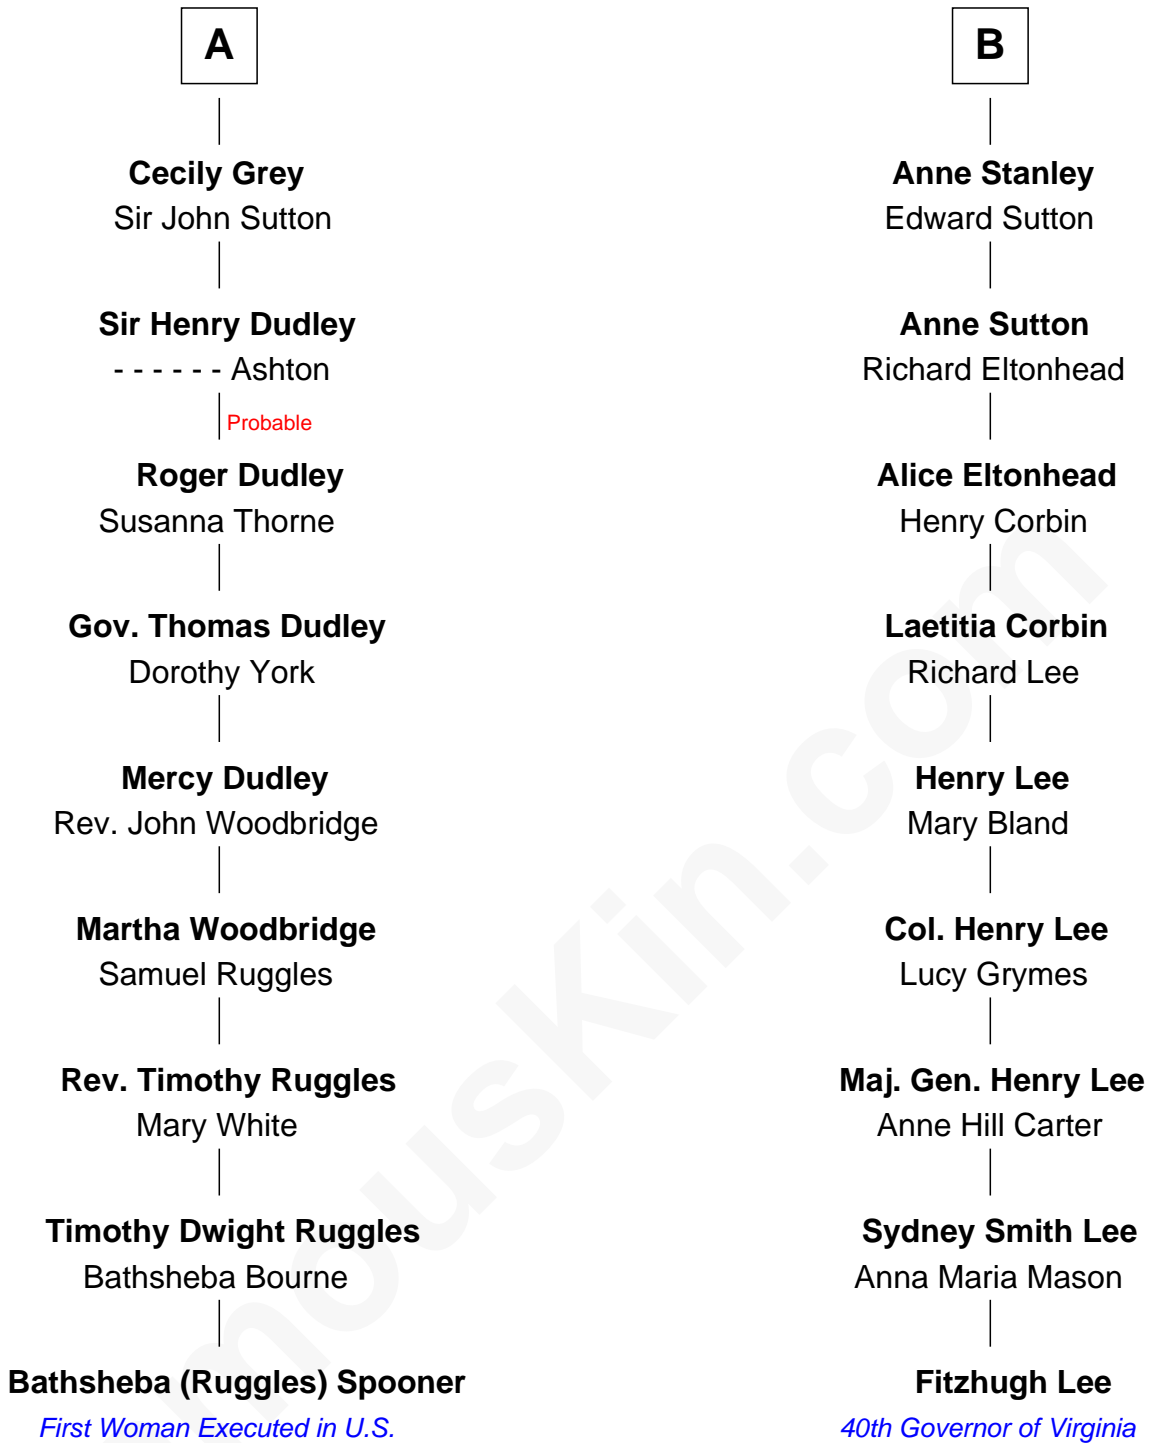 A
Cecily Grey
Sir John Sutton
Sir Henry Dudley
- - - - - - Ashton
Probable
Roger Dudley
Susanna Thorne
Gov. Thomas Dudley
Dorothy York
Mercy Dudley
Rev. John Woodbridge
Martha Woodbridge
Samuel Ruggles
Rev. Timothy Ruggles
Mary White
Timothy Dwight Ruggles
Bathsheba Bourne
Bathsheba (Ruggles) Spooner
First Woman Executed in U.S.
B
Anne Stanley
Edward Sutton
Anne Sutton
Richard Eltonhead
Alice Eltonhead
Henry Corbin
Laetitia Corbin
Richard Lee
Henry Lee
Mary Bland
Col. Henry Lee
Lucy Grymes
Maj. Gen. Henry Lee
Anne Hill Carter
Sydney Smith Lee
Anna Maria Mason
Fitzhugh Lee
40th Governor of Virginia
mousKin.com